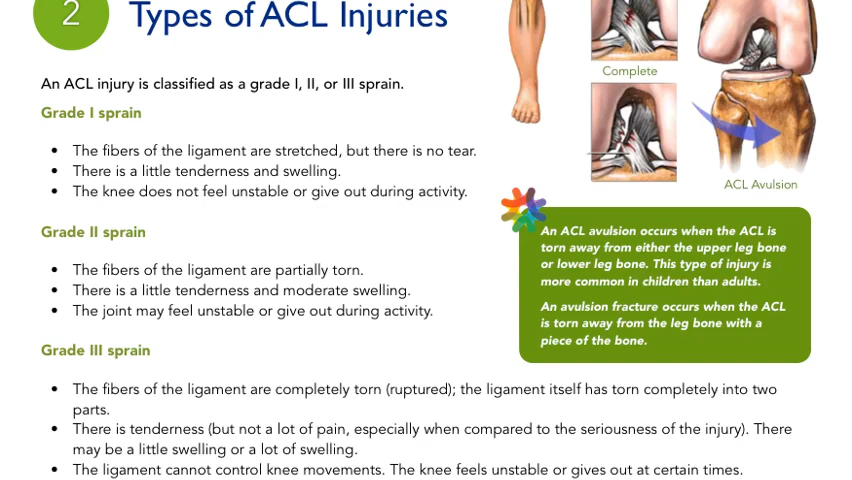 2
Types of ACL Injuries
An ACL injury is classified as a grade I, II, or III sprain.
Grade I sprain
• The fibers of the ligament are stretched, but there is no tear.
• There is a little tenderness and swelling.
• The knee does not feel unstable or give out during activity.
Grade II sprain
• The fibers of the ligament are partially torn.
• There is a little tenderness and moderate swelling.
• The joint may feel unstable or give out during activity.
Grade III sprain
• The fibers of the ligament are completely torn (ruptured); the ligament itself has torn completely into two
parts.
• There is tenderness (but not a lot of pain, especially when compared to the seriousness of the injury). There
may be a little swelling or a lot of swelling.
• The ligament cannot control knee movements. The knee feels unstable or gives out at certain times.
Complete
ACL Avulsion
An ACL avulsion occurs when the ACL is
torn away from either the upper leg bone
or lower leg bone. This type of injury is
more common in children than adults.
An avulsion fracture occurs when the ACL
is torn away from the leg bone with a
piece of the bone.